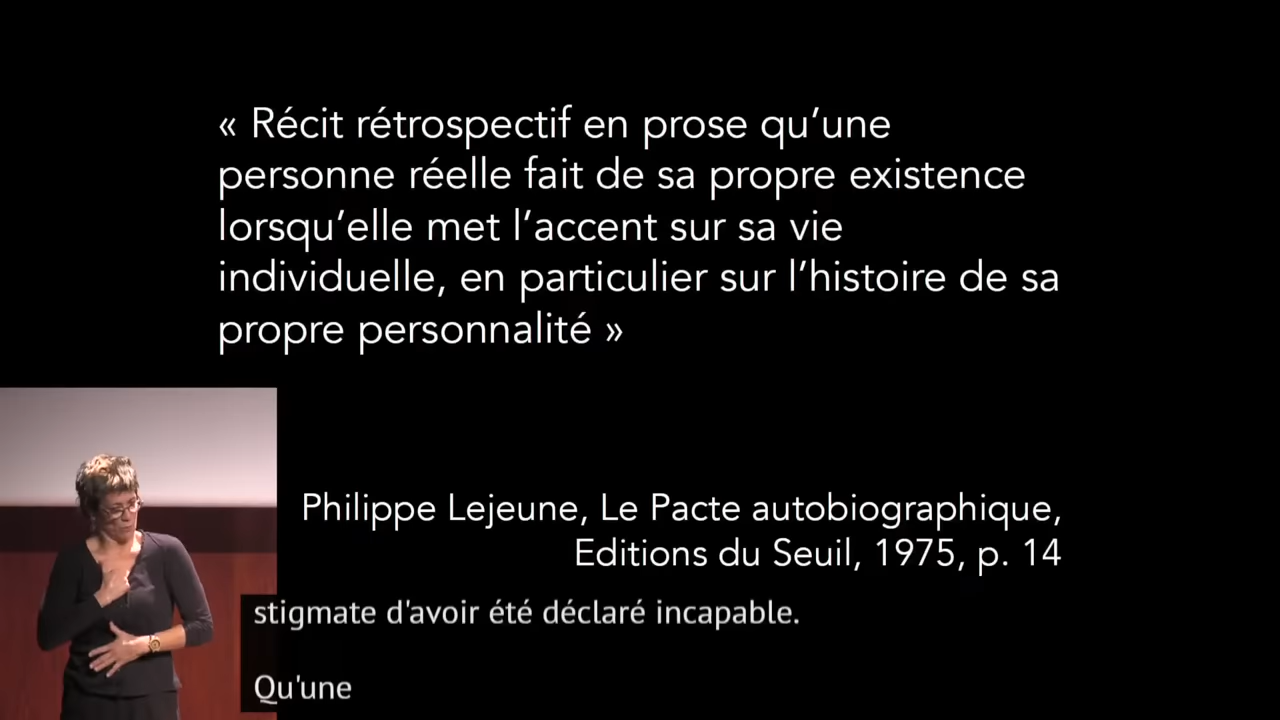 « Récit rétrospectif en prose qu’une
personne réelle fait de sa propre existence
lorsqu’elle met l’accent sur sa vie
individuelle, en particulier sur l’histoire de sa
propre personnalité »
Philippe Lejeune, Le Pacte autobiographique,
Editions du Seuil, 1975, p. 14
stigmate d'avoir été déclaré incapable.
Qu'une